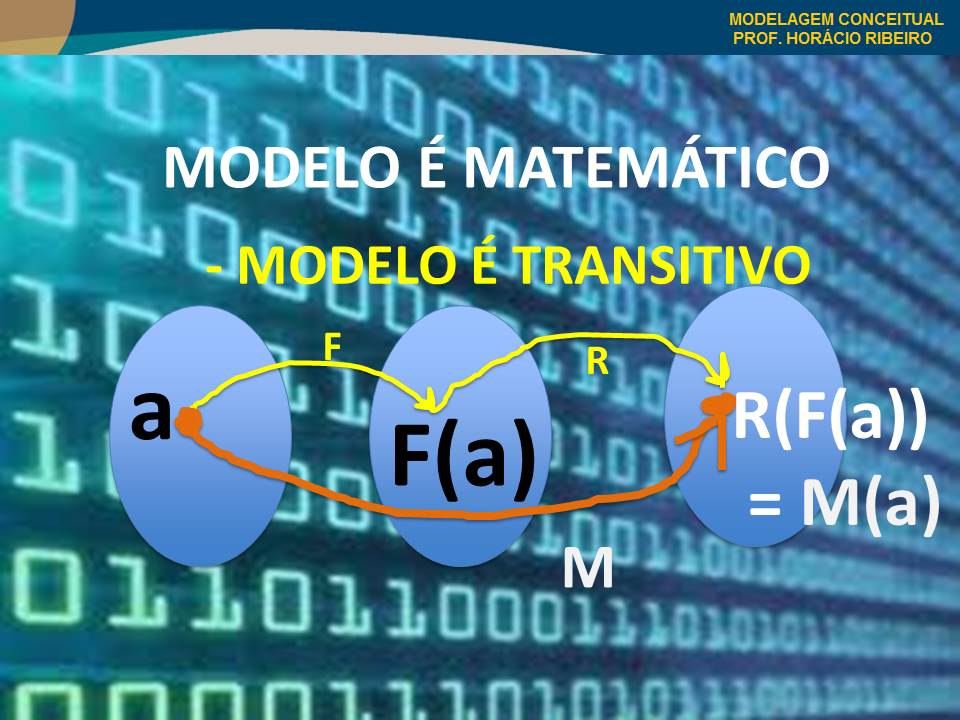 MODELAGEM CONCEITUAL
PROF. HORÁCIO RIBEIRO
MODELO É MATEMÁTICO
- MODELO É TRANSITIVO
F
R
a
F(a)
R(F(a))
= M(a)
M